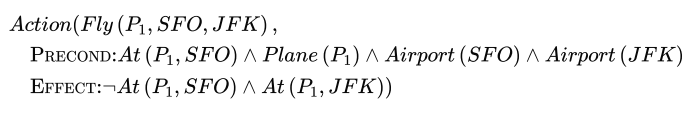 Action(Fly (P₁, SFO, JFK) ,
PRECOND:At (P₁, SFO) ∧ Plane (P₁) ∧ Airport (SFO) ∧ Airport (JFK)
EFFECT:¬At (P₁, SFO) ∧ At (P₁, JFK))